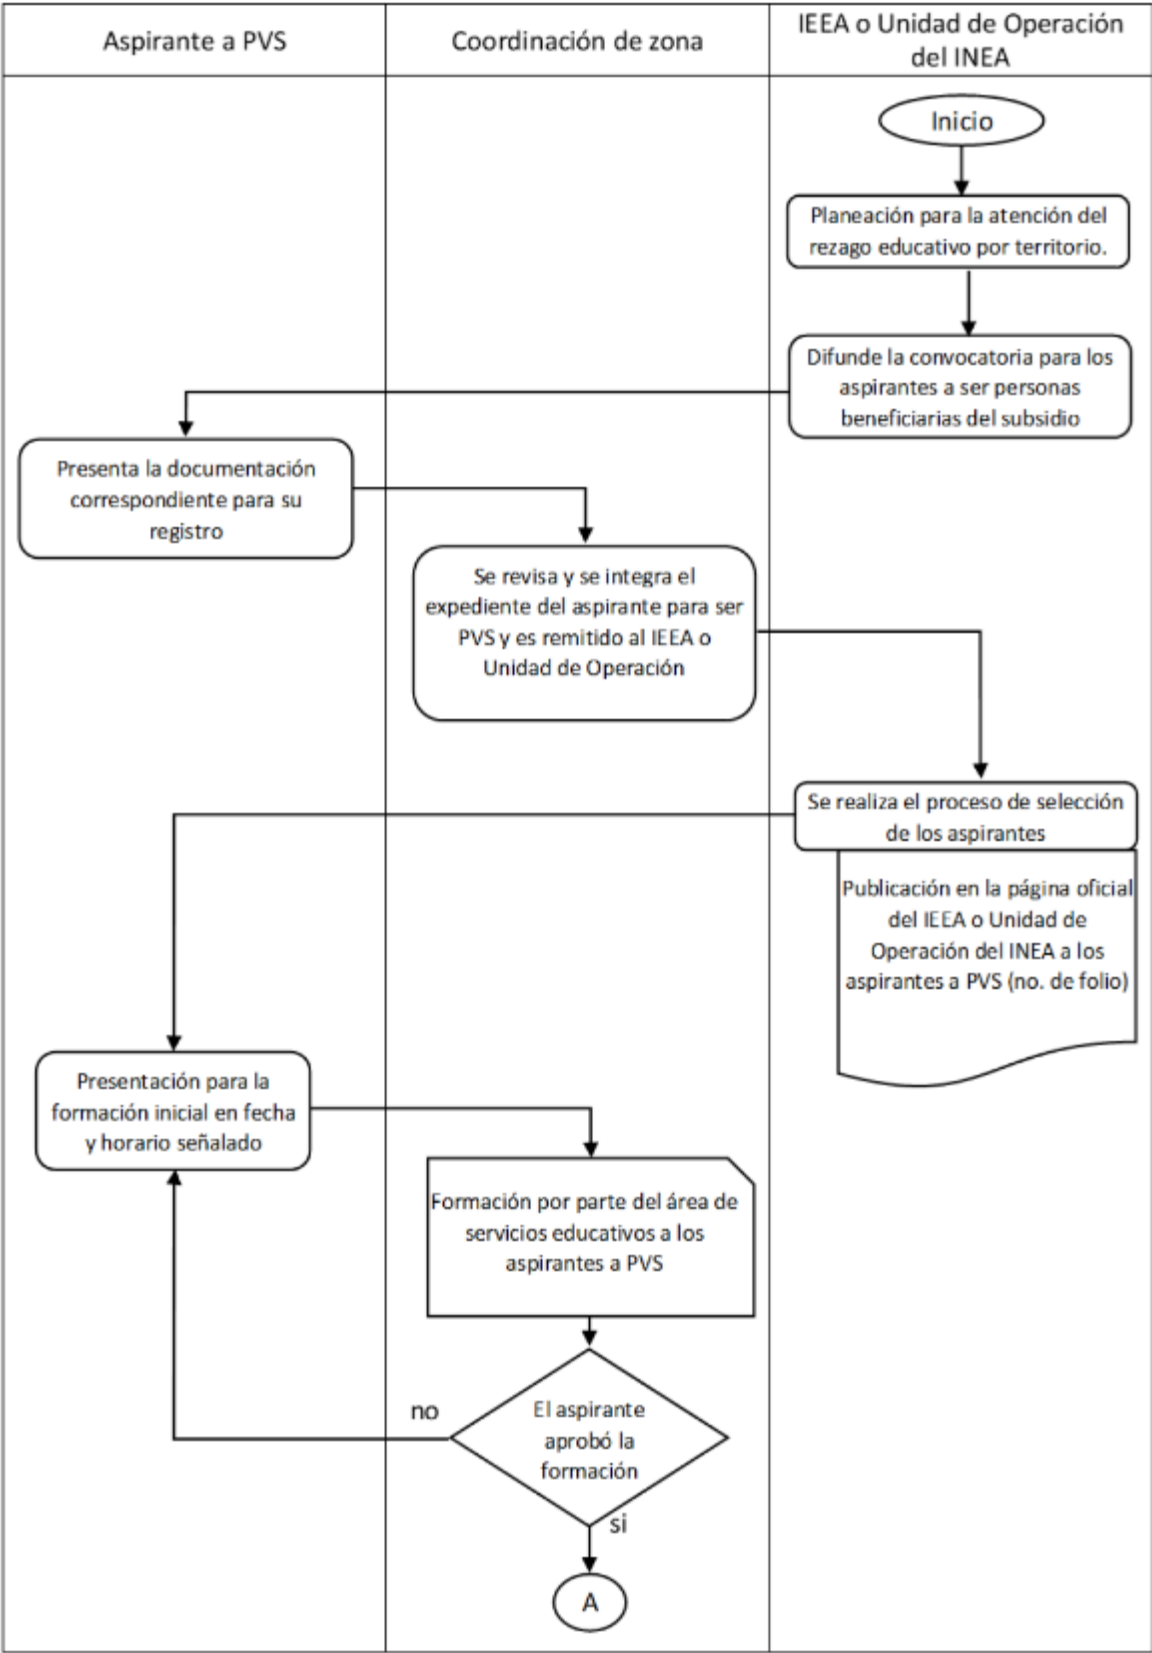 Aspirante a PVS
Coordinación de zona
IEEA o Unidad de Operación
del INEA
Inicio
Planeación para la atención del
rezago educativo por territorio.
Difunde la convocatoria para los
aspirantes a ser personas
beneficiarias del subsidio
Presenta la documentación
correspondiente para su
registro
Se revisa y se integra el
expediente del aspirante para ser
PVS y es remitido al IEEA o
Unidad de Operación
Se realiza el proceso de selección
de los aspirantes
Publicación en la página oficial
del IEEA o Unidad de
Operación del INEA a los
aspirantes a PVS (no. de folio)
Presentación para la
formación inicial en fecha
y horario señalado
Formación por parte del área de
servicios educativos a los
aspirantes a PVS
no
El aspirante
aprobó la
formación
si
A